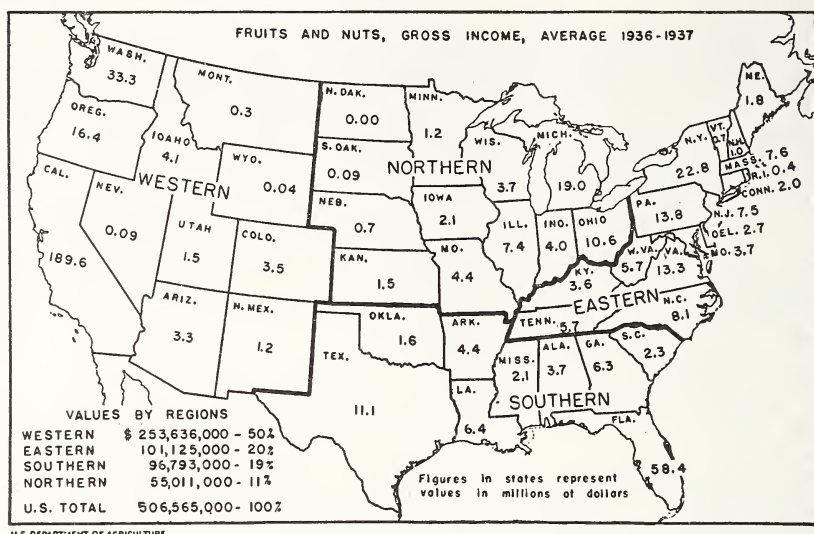 FRUITS AND NUTS, GROSS INCOME, AVERAGE 1936-1937
WASH.
33.3
OREG.
16.4
CAL.
189.6
NEV.
0.09
IDAHO
4.1
MONT.
0.3
WYO.
0.04
WESTERN
UTAH
1.5
COLO.
3.5
ARIZ.
3.3
N.MEX.
1.2
N.DAK.
0.00
S.DAK.
0.09
NEB.
0.7
KAN.
1.5
MINN.
1.2
NORTHERN
IOWA
2.1
MO.
4.4
WIS.
3.7
MICH.
19.0
ILL.
7.4
IND.
4.0
OHIO
10.6
OKLA.
1.6
TEX.
11.1
ARK.
4.4
LA.
6.4
MISS.
2.1
ALA.
3.7
GA.
6.3
S.C.
2.3
SOUTHERN
FLA.
58.4
KY.
3.6
TENN. 5.7
EASTERN
N.C.
8.1
W.VA.
5.7
VA.
13.3
PA.
13.8
N.Y.
22.8
VT.
0.7
N.H.
1.0
ME.
1.8
MASS. 7.6
R.I. 0.4
CONN. 2.0
N.J. 7.5
DEL. 2.7
MD. 3.7
VALUES BY REGIONS
WESTERN $ 253,636,000 - 50%
EASTERN 101,125,000 - 20%
SOUTHERN 96,793,000 - 19%
NORTHERN 55,011,000 - 11%
U.S. TOTAL 506,565,000 - 100%
Figures in states represent
values in millions of dollars
U.S. DEPARTMENT OF AGRICULTURE